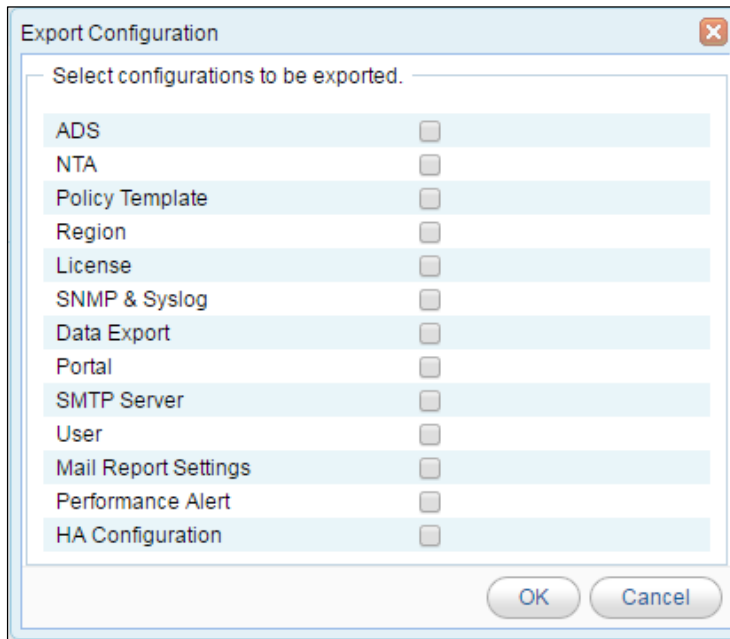 Export Configuration
Select configurations to be exported.
ADS
NTA
Policy Template
Region
License
SNMP & Syslog
Data Export
Portal
SMTP Server
User
Mail Report Settings
Performance Alert
HA Configuration
OK Cancel